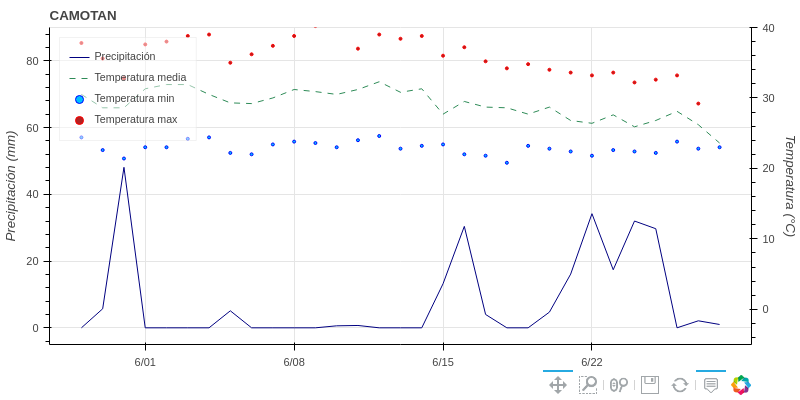 CAMOTAN
Precipitación
Temperatura media
Temperatura min
Temperatura max
Precipitación (mm)
80
60
40
20
0
Temperatura (°C)
40
30
20
10
0
6/01
6/08
6/15
6/22